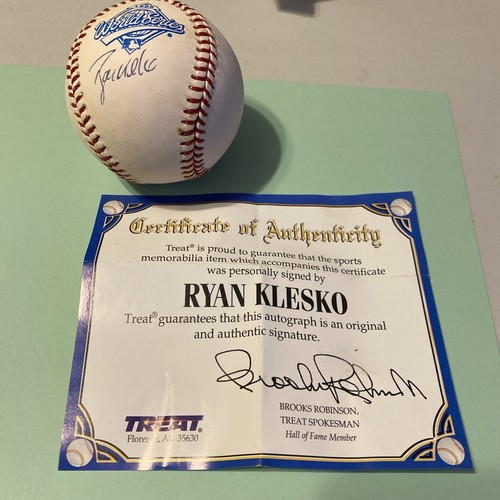 World Series
Certificate of Authenticity
Treat® is proud to guarantee that the sports
memorabilia item which accompanies this certificate
was personally signed by
RYAN KLESKO
Treat® guarantees that this autograph is an original
and authentic signature.
BROOKS ROBINSON,
TREAT SPOKESMAN
Hall of Fame Member
TREAT.
Florence, AL 35630